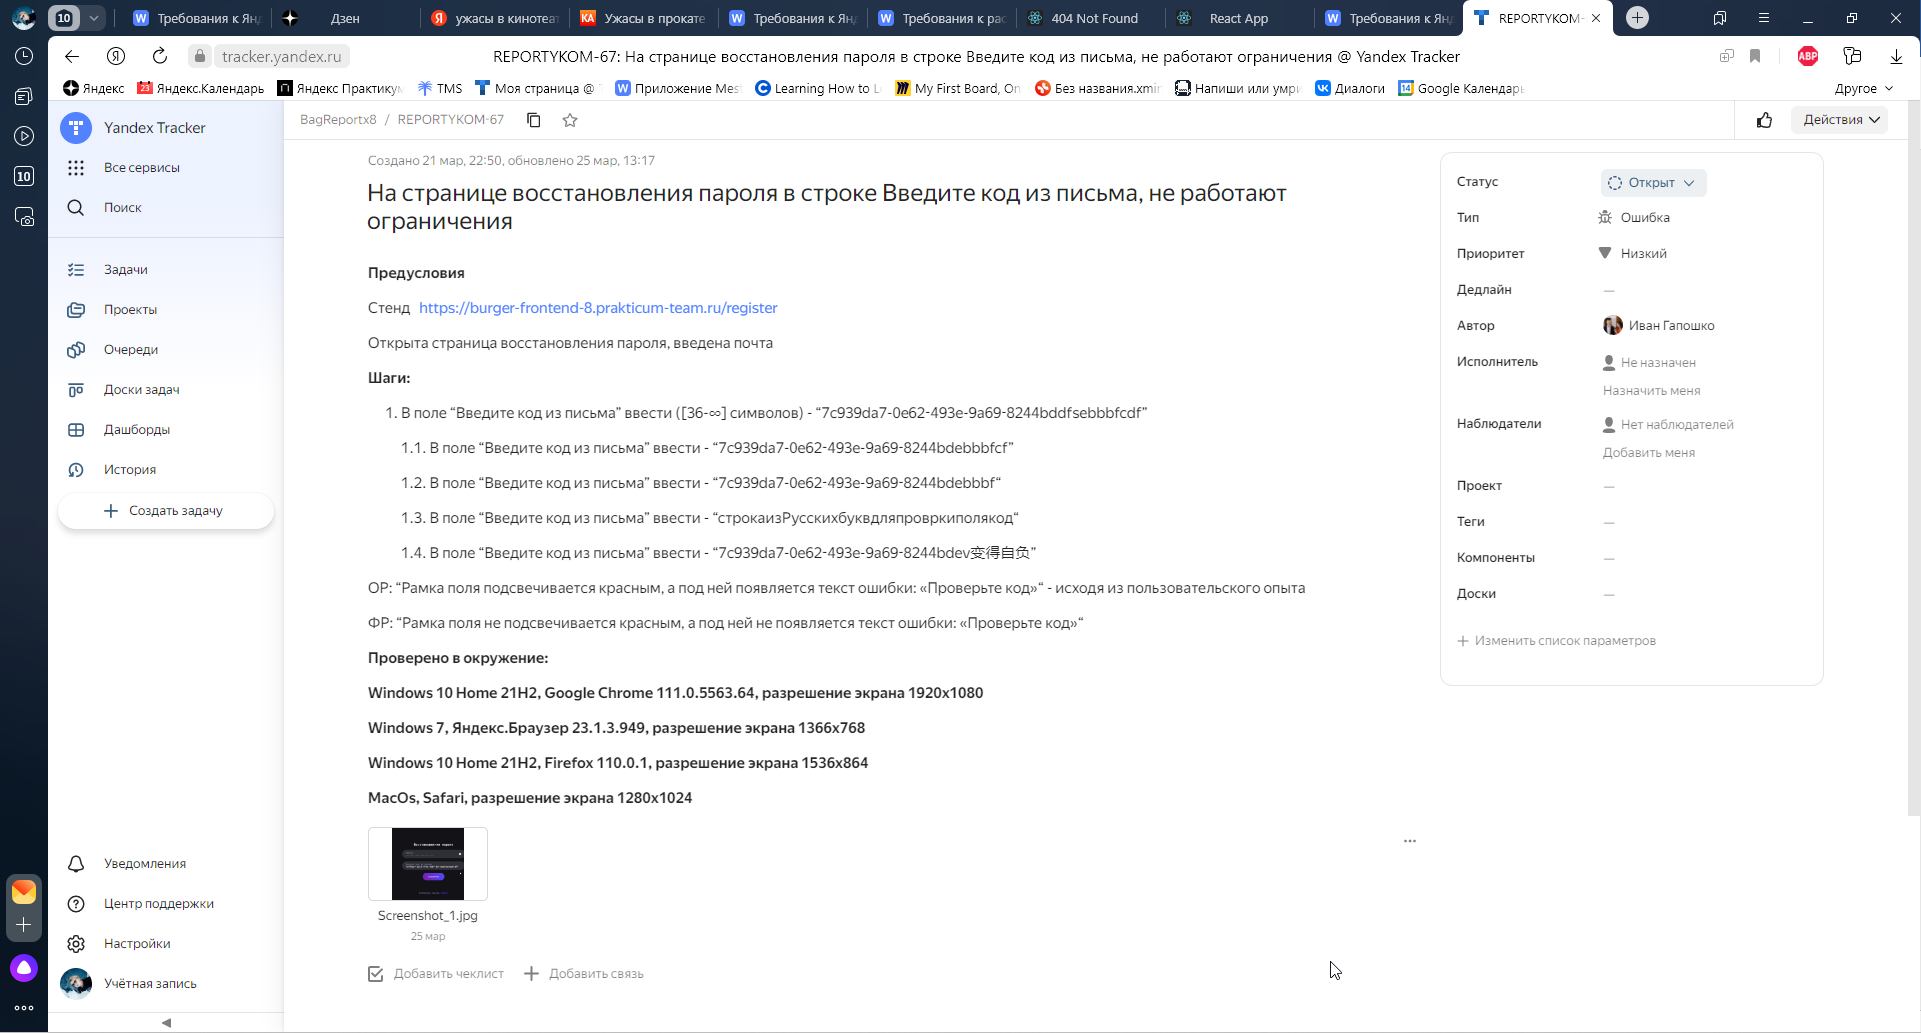 10
Требования к Янд
Дзен
ужасы в кинотеат
Ужасы в прокате
Требования к Янд
Требования к рас
404 Not Found
React App
Требования к Янд
REPORTYKOM-
tracker.yandex.ru
REPORTYKOM-67: На странице восстановления пароля в строке Введите код из письма, не работают ограничения @ Yandex Tracker
ABP
Яндекс
Яндекс.Календарь
Яндекс Практикум
TMS
Моя страница @
Приложение Mes
Learning How to L
My First Board, On
Без названия.xmin
Напиши или умри
Диалоги
Google Календарь
Другое
10
Yandex Tracker
Все сервисы
Поиск
Задачи
Проекты
Очереди
Доски задач
Дашборды
История
Создать задачу
Уведомления
Центр поддержки
Настройки
Учётная запись
BagReportx8 / REPORTYKOM-67
Действия
Создано 21 мар, 22:50, обновлено 25 мар, 13:17
На странице восстановления пароля в строке Введите код из письма, не работают
ограничения
Предусловия
Стенд https://burger-frontend-8.prakticum-team.ru/register
Открыта страница восстановления пароля, введена почта
Шаги:
1. В поле “Введите код из письма” ввести ([36-∞] символов) - “7c939da7-0e62-493e-9a69-8244bddfsebbbfcdf”
1.1. В поле “Введите код из письма” ввести - “7c939da7-0e62-493e-9a69-8244bdebbbfcf”
1.2. В поле “Введите код из письма” ввести - “7c939da7-0e62-493e-9a69-8244bdebbbf“
1.3. В поле “Введите код из письма” ввести - “строкаизРусскихбуквдляпровркиполякод“
1.4. В поле “Введите код из письма” ввести - “7c939da7-0e62-493e-9a69-8244bdev变得自负”
ОР: “Рамка поля подсвечивается красным, а под ней появляется текст ошибки: «Проверьте код»“ - исходя из пользовательского опыта
ФР: “Рамка поля не подсвечивается красным, а под ней не появляется текст ошибки: «Проверьте код»“
Проверено в окружение:
Windows 10 Home 21H2, Google Chrome 111.0.5563.64, разрешение экрана 1920x1080
Windows 7, Яндекс.Браузер 23.1.3.949, разрешение экрана 1366x768
Windows 10 Home 21H2, Firefox 110.0.1, разрешение экрана 1536x864
MacOs, Safari, разрешение экрана 1280x1024
Screenshot_1.jpg
25 мар
Добавить чеклист
Добавить связь
Статус
Открыт
Тип
Ошибка
Приоритет
Низкий
Дедлайн
—
Автор
Иван Гапошко
Исполнитель
Не назначен
Назначить меня
Наблюдатели
Нет наблюдателей
Добавить меня
Проект
—
Теги
—
Компоненты
—
Доски
—
Изменить список параметров